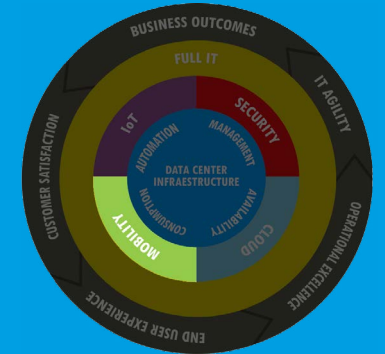 BUSINESS OUTCOMES
IT AGILITY
OPERATIONAL EXCELLENCE
END USER EXPERIENCE
CUSTOMER SATISFACTION
FULL IT
IoT
SECURITY
CLOUD
MOBILITY
AUTOMATION
MANAGEMENT
AVAILABILITY
CONSUMPTION
DATA CENTER
INFRAESTRUCTURE